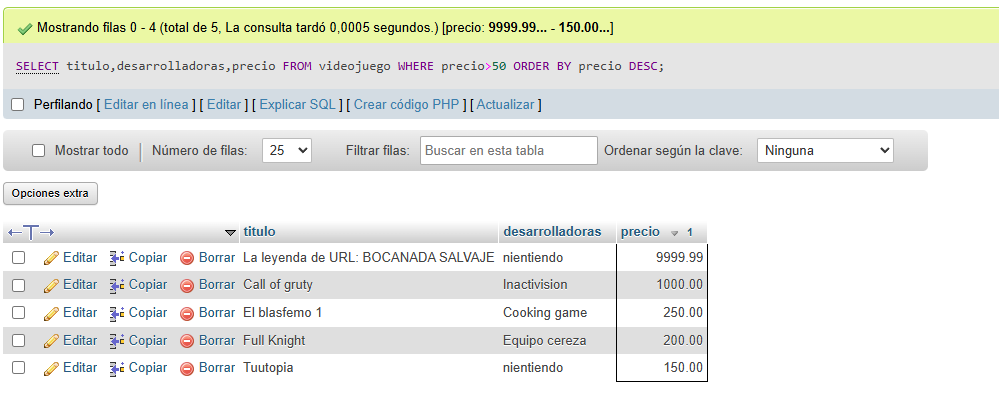 Mostrando filas 0 - 4 (total de 5, La consulta tardó 0,0005 segundos.) [precio: 9999.99... - 150.00...]
SELECT titulo,desarrolladoras,precio FROM videojuego WHERE precio>50 ORDER BY precio DESC;
Perfilando [ Editar en línea ] [ Editar ] [ Explicar SQL ] [ Crear código PHP ] [ Actualizar ]
Mostrar todo | Número de filas: 25 Filtrar filas: Buscar en esta tabla Ordenar según la clave: Ninguna
Opciones extra
←T→ titulo desarrolladoras precio 1
Editar Copiar Borrar La leyenda de URL: BOCANADA SALVAJE nientiendo 9999.99
Editar Copiar Borrar Call of gruty Inactivision 1000.00
Editar Copiar Borrar El blasfemo 1 Cooking game 250.00
Editar Copiar Borrar Full Knight Equipo cereza 200.00
Editar Copiar Borrar Tuutopia nientiendo 150.00